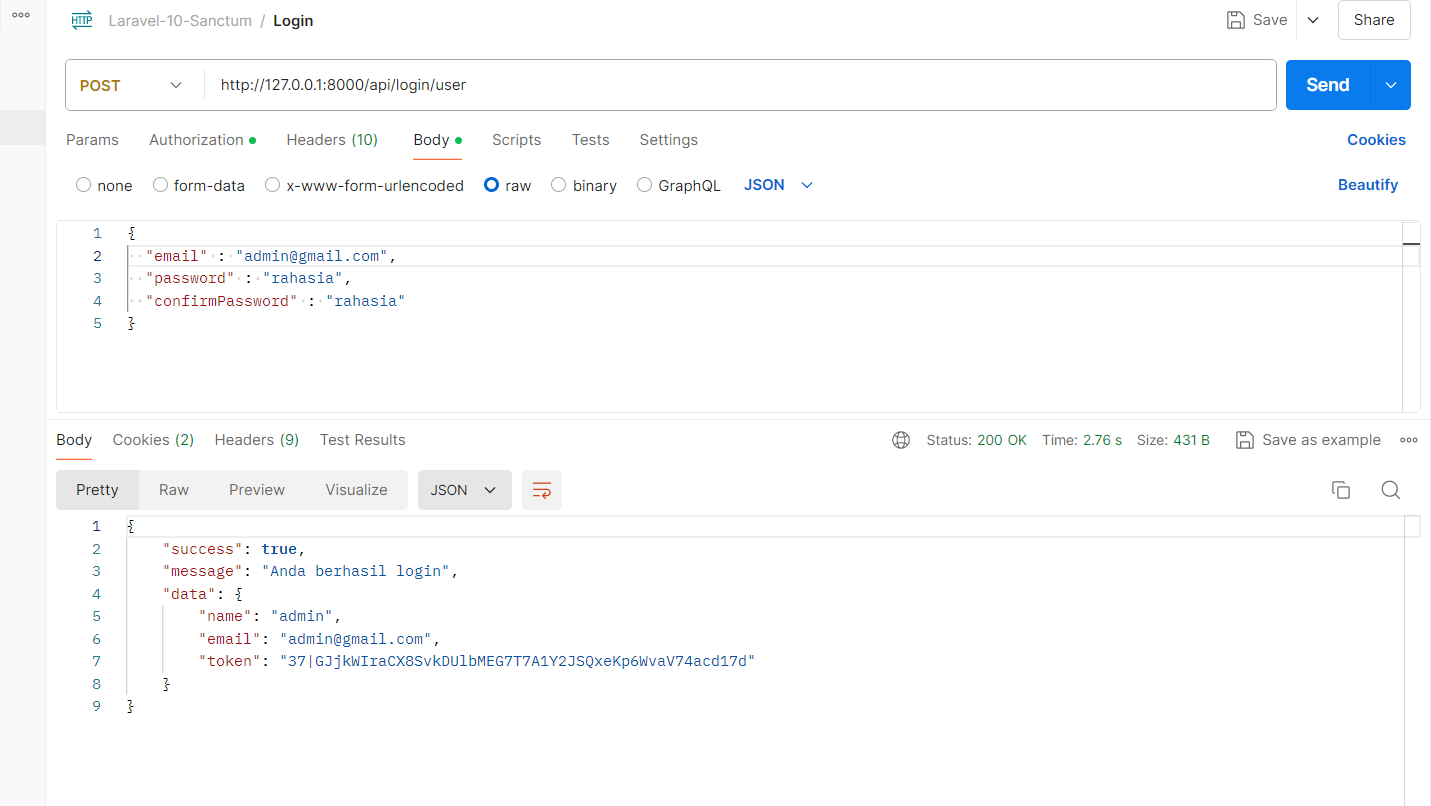 HTTP Laravel-10-Sanctum / Login Save Share
POST http://127.0.0.1:8000/api/login/user Send
Params Authorization Headers (10) Body Scripts Tests Settings Cookies
none form-data x-www-form-urlencoded raw binary GraphQL JSON Beautify
1 {
2 "email" : "admin@gmail.com",
3 "password" : "rahasia",
4 "confirmPassword" : "rahasia"
5 }
Body Cookies (2) Headers (9) Test Results Status: 200 OK Time: 2.76 s Size: 431 B Save as example
Pretty Raw Preview Visualize JSON
1 {
2 "success": true,
3 "message": "Anda berhasil login",
4 "data": {
5 "name": "admin",
6 "email": "admin@gmail.com",
7 "token": "37|GJjkWIraCX8SvkDUlbMEG7T7A1Y2JSQxeKp6WvaV74acd17d"
8 }
9 }